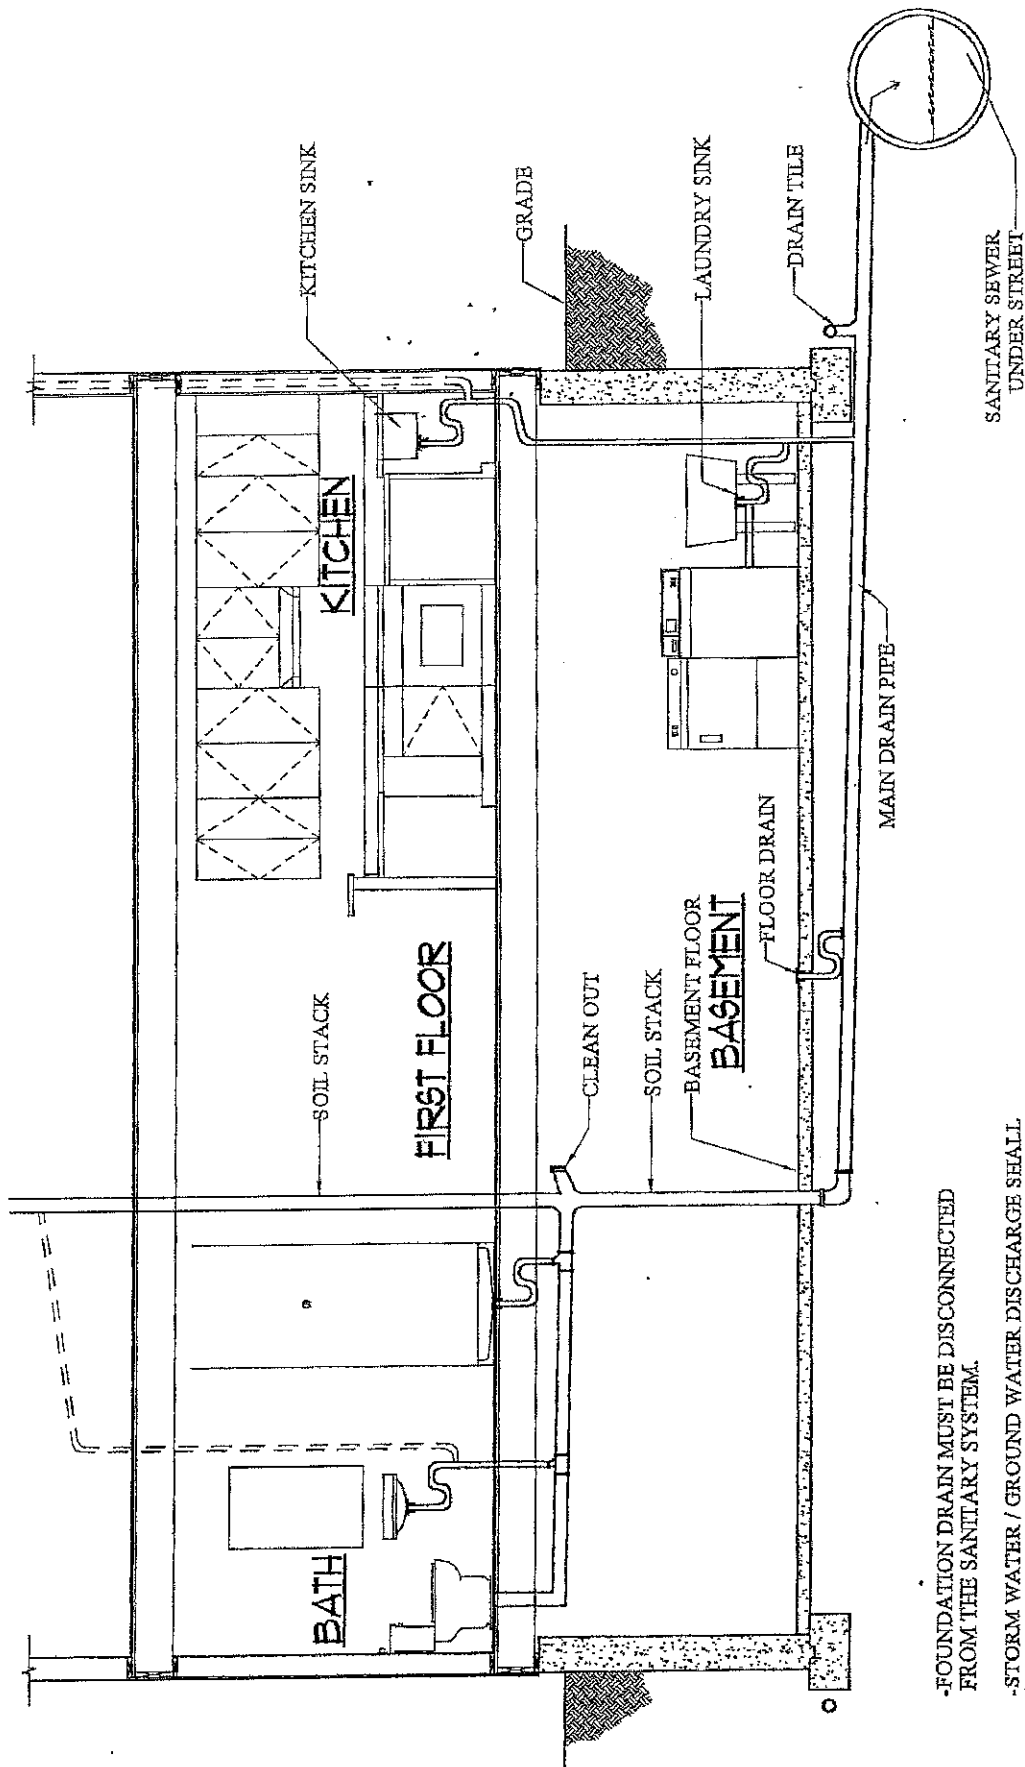 SOIL STACK
KITCHEN
KITCHEN SINK
BATH
FIRST FLOOR
GRADE
CLEAN OUT
SOIL STACK
LAUNDRY SINK
BASEMENT FLOOR
BASEMENT
FLOOR DRAIN
DRAIN TILE
MAIN DRAIN PIPE
SANITARY SEWER
UNDER STREET
-FOUNDATION DRAIN MUST BE DISCONNECTED
FROM THE SANITARY SYSTEM.
-STORM WATER / GROUND WATER DISCHARGE SHALL